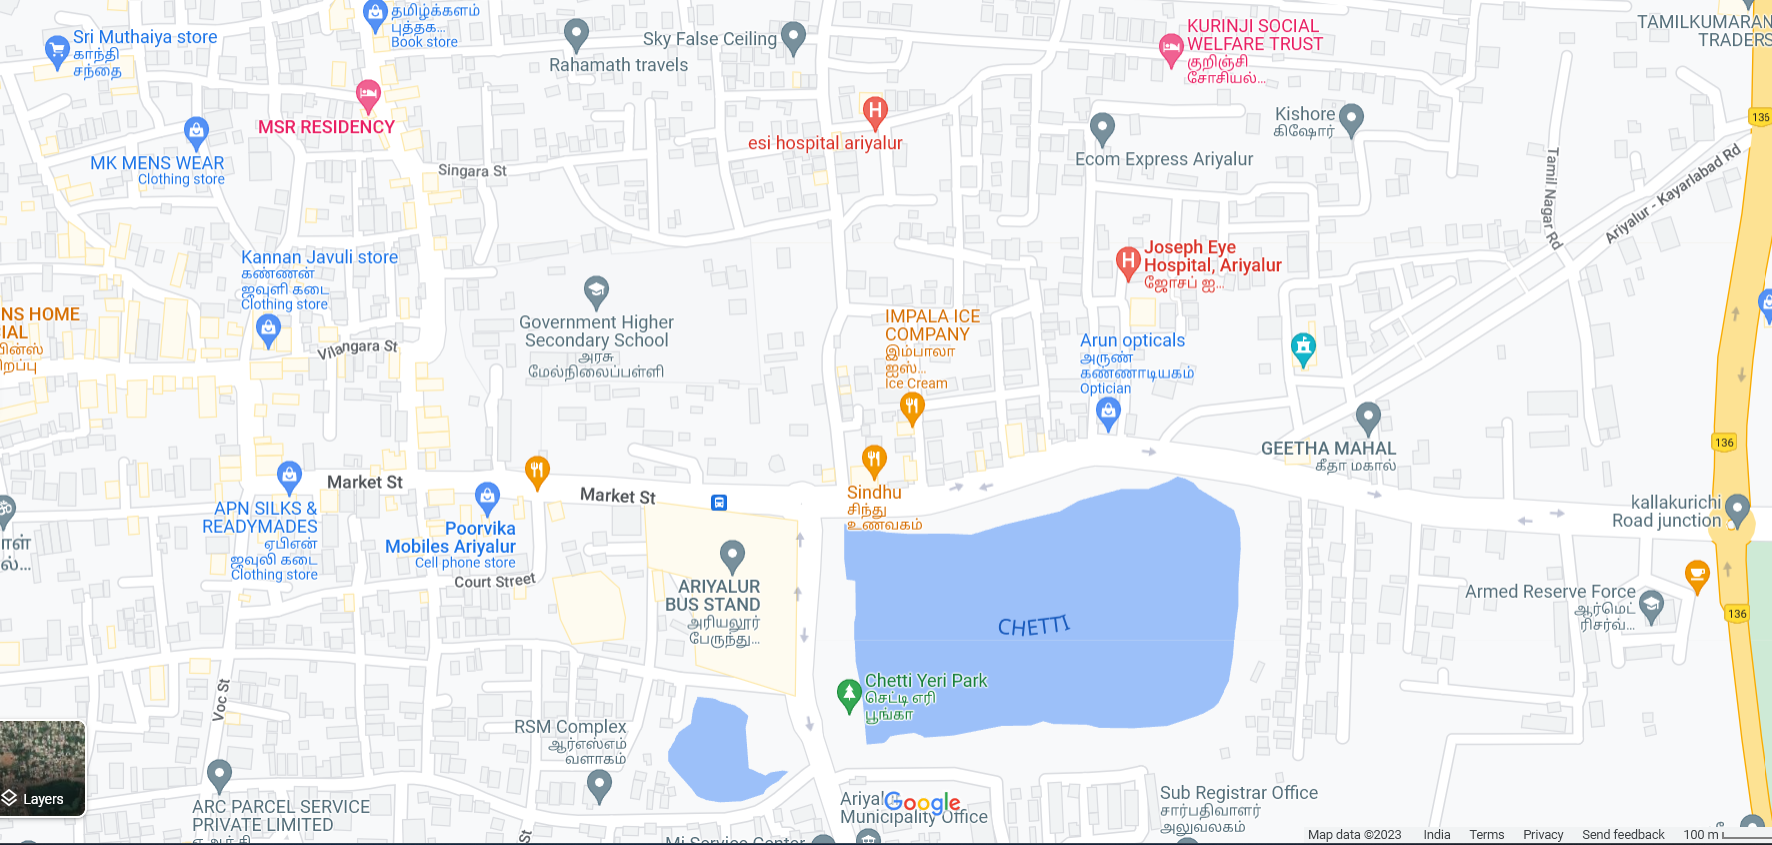 தமிழ்க்களம்
புத்தக...
Book store
Sri Muthaiya store
காந்தி
சந்தை
Rahamath travels
Sky False Ceiling
KURINJI SOCIAL
WELFARE TRUST
குறிஞ்சி
சோசியல்...
TAMILKUMARAN
TRADERS
MSR RESIDENCY
esi hospital ariyalur
Kishore
கிஷோர்
136
MK MENS WEAR
Clothing store
Singara St
Ecom Express Ariyalur
Tamil Nagar Rd
Ariyalur - Kayarlabad Rd
Kannan Javuli store
கண்ணன்
ஜவுளி கடை
Clothing store
Joseph Eye
Hospital, Ariyalur
ஜோசப் ஐ...
NS HOME
IAL
Government Higher
Secondary School
அரசு
மேல்நிலைப்பள்ளி
Vilangara St
IMPALA ICE
COMPANY
இம்பாலா
ஐஸ்...
Ice Cream
Arun opticals
அருண்
கண்ணாடியகம்
Optician
136
GEETHA MAHAL
கீதா மகால்
Market St
Market St
Sindhu
சிந்து
உணவகம்
APN SILKS &
READYMADES
ஏபிஎன்
ஜவுலி கடை
Clothing store
Poorvika
Mobiles Ariyalur
Cell phone store
kallakurichi
Road junction
Court Street
ARIYALUR
BUS STAND
அரியலூர்
பேருந்து...
Armed Reserve Force
ஆர்மெட்
ரிசர்வ்...
136
CHETTI
Chetti Yeri Park
செட்டி எரி
பூங்கா
Voc St
RSM Complex
ஆர்எஸ்எம்
வளாகம்
Layers
ARC PARCEL SERVICE
PRIVATE LIMITED
St
Ariyalur
Municipality Office
Google
Mi Service Center
Sub Registrar Office
சார்பதிவாளர்
அலுவலகம்
Map data ©2023 India Terms Privacy Send feedback 100 m